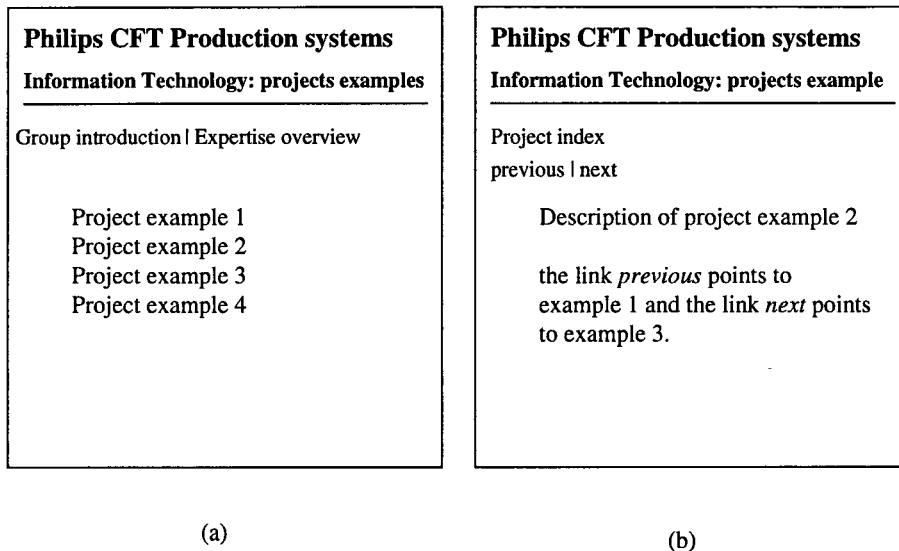 Philips CFT Production systems
Information Technology: projects examples
Group introduction | Expertise overview
Project example 1
Project example 2
Project example 3
Project example 4
(a)
Philips CFT Production systems
Information Technology: projects example
Project index
previous | next
Description of project example 2
the link previous points to
example 1 and the link next points
to example 3.
(b)